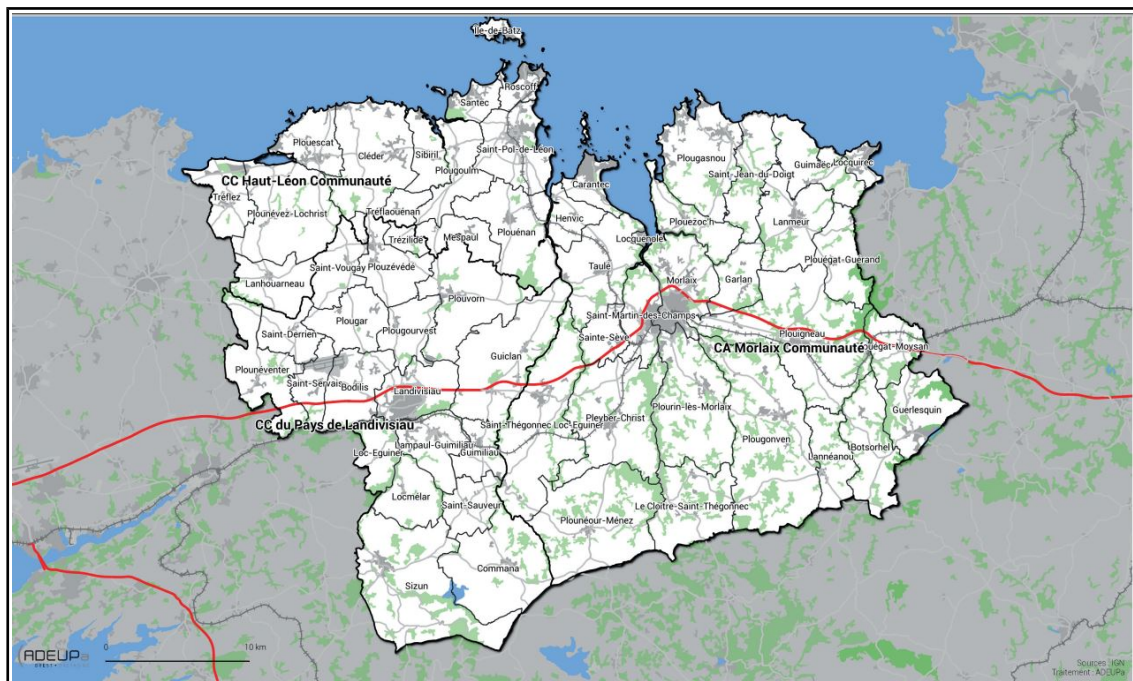 Île-de-Batz
Roscoff
Santec
Plouescat
Cléder
Sibiril
Saint-Pol-de-Léon
Plougoulm
CC Haut-Léon Communauté
Tréflez
Plounévez-Lochrist
Tréflaouénan
Trézilidé
Mespaul
Plouénan
Saint-Vougay
Plouzévédé
Lanhouarneau
Carantec
Henvic
Locquénolé
Taulé
Plougasnou
Saint-Jean-du-Doigt
Guimaëc
Locquirec
Plouezoc'h
Lanmeur
Plouégat-Guerand
Morlaix
Garlan
Saint-Martin-des-Champs
Sainte-Sève
Plouigneau
CA Morlaix Communauté
ouégat-Moysan
Plouvorn
Saint-Derrien
Plougar
Plougourvest
Guiclan
Plounéventer
Saint-Servais
Bodilis
Landivisiau
CC du Pays de Landivisiau
Lampaul-Guimiliau
Guimiliau
Loc-Eguiner
Saint-Thégonnec Loc-Eguiner
Pleyber-Christ
Plourin-lès-Morlaix
Plougonven
Lannéanou
Botsorhel
Guerlesquin
Locmélar
Saint-Sauveur
Plounéour-Ménez
Le Cloître-Saint-Thégonnec
Sizun
Commana
ADEUPa
0 10 km
Sources : IGN
Traitement : ADEUPa